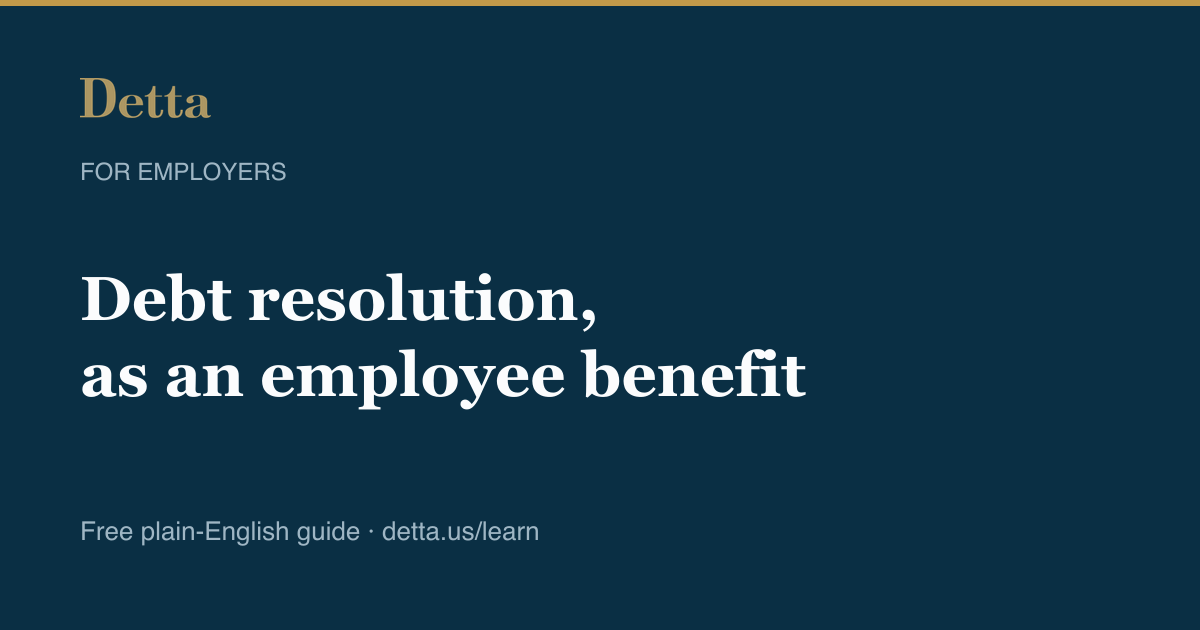 Detta
FOR EMPLOYERS
Debt resolution,
as an employee benefit
Free plain-English guide · detta.us/learn